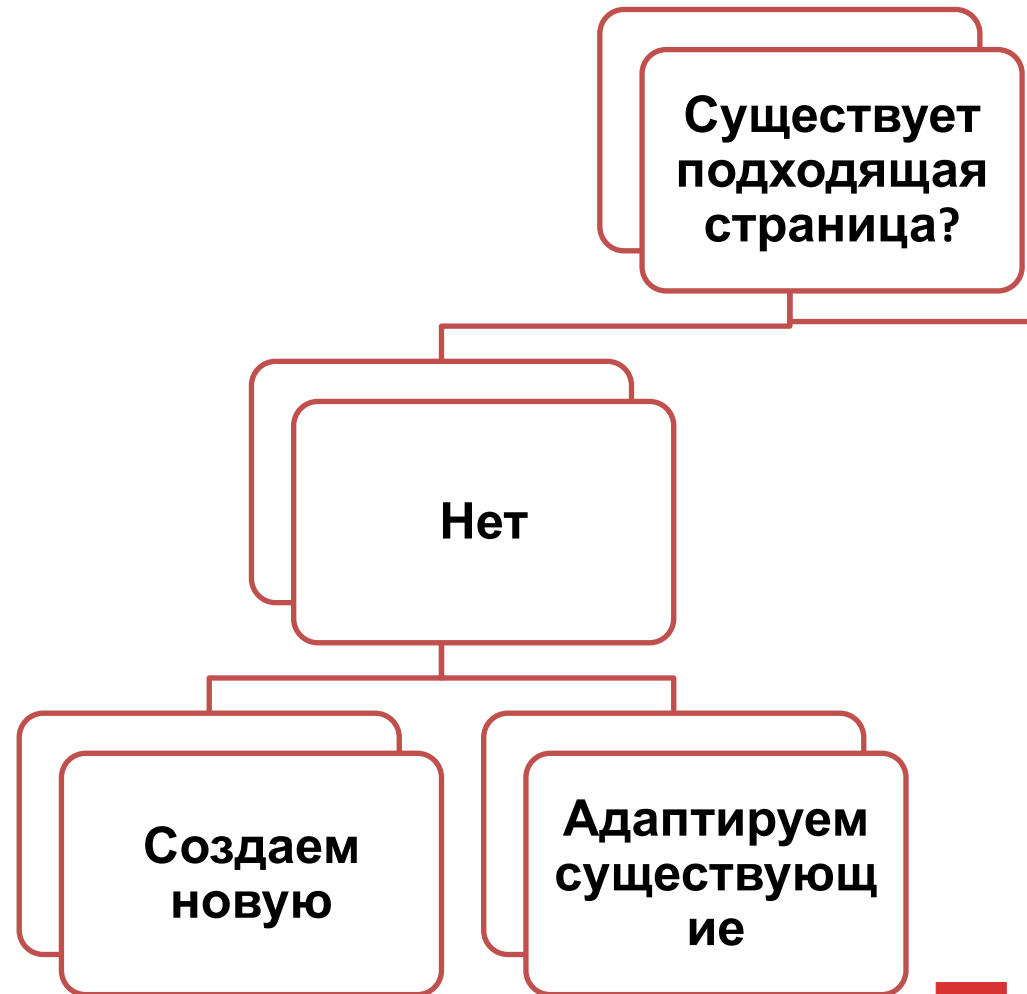 Существует
подходящая
страница?
Нет
Создаем
новую
Адаптируем
существующ
ие